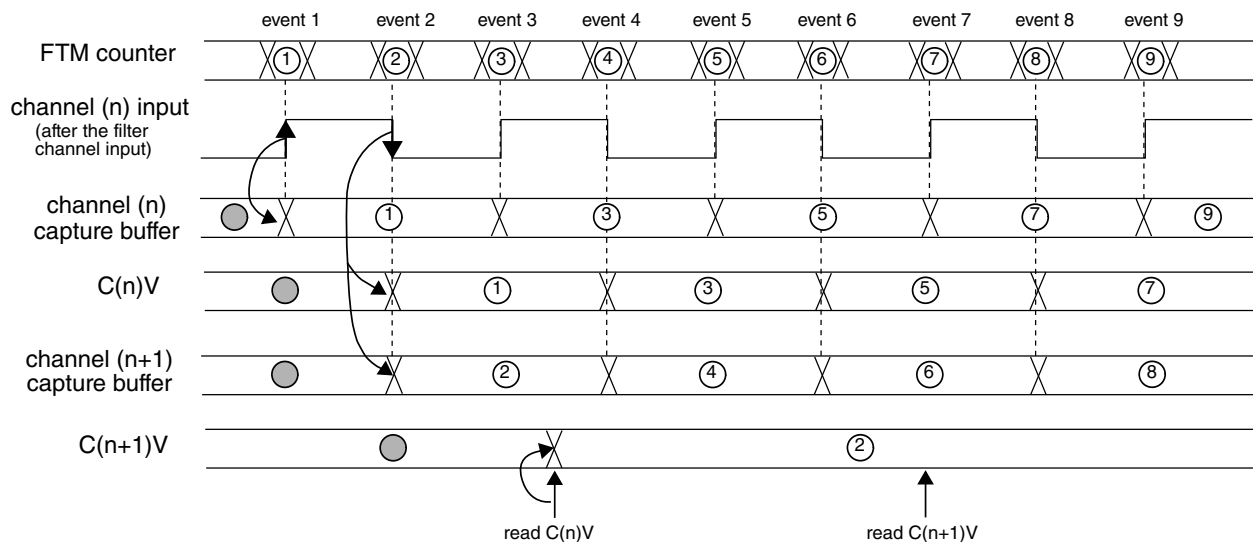 event 1 event 2 event 3 event 4 event 5 event 6 event 7 event 8 event 9
FTM counter 1 2 3 4 5 6 7 8 9
channel (n) input
(after the filter
channel input)
channel (n)
capture buffer 1 3 5 7 9
C(n)V 1 3 5 7
channel (n+1)
capture buffer 2 4 6 8
C(n+1)V 2
read C(n)V read C(n+1)V